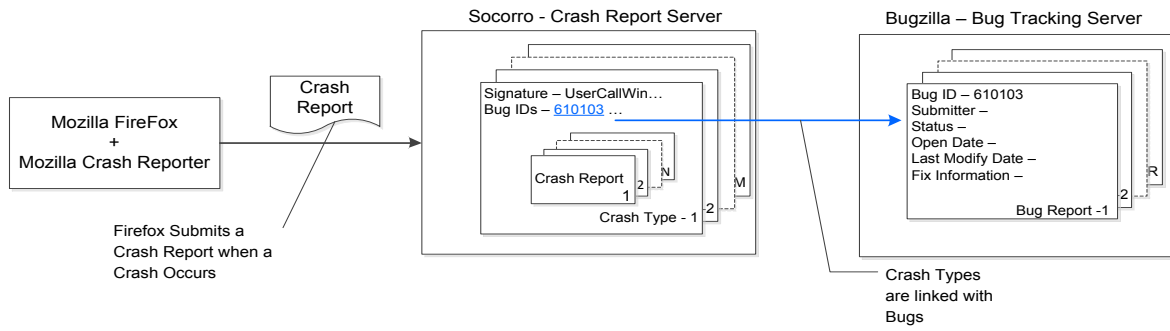 Socorro - Crash Report Server
Bugzilla – Bug Tracking Server
Crash
Report
Mozilla FireFox
+
Mozilla Crash Reporter
Signature – UserCallWin…
Bug IDs – 610103 …
Crash Report
1
2
N
Crash Type - 1
2
M
Bug ID – 610103
Submitter –
Status –
Open Date –
Last Modify Date –
Fix Information –
Bug Report -1
2
R
Firefox Submits a
Crash Report when a
Crash Occurs
Crash Types
are linked with
Bugs